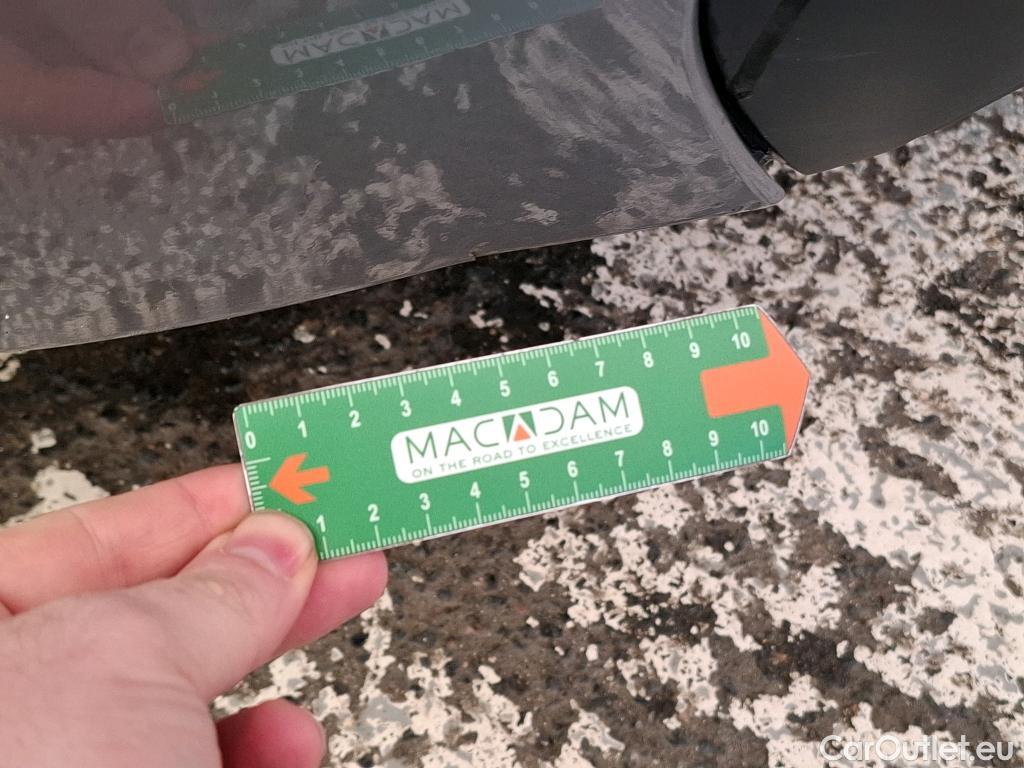 0 1 2 3 4 5 6 7 8 9 10
MACADAM
ON THE ROAD TO EXCELLENCE
1 2 3 4 5 6 7 8 9 10
CarOutlet.eu